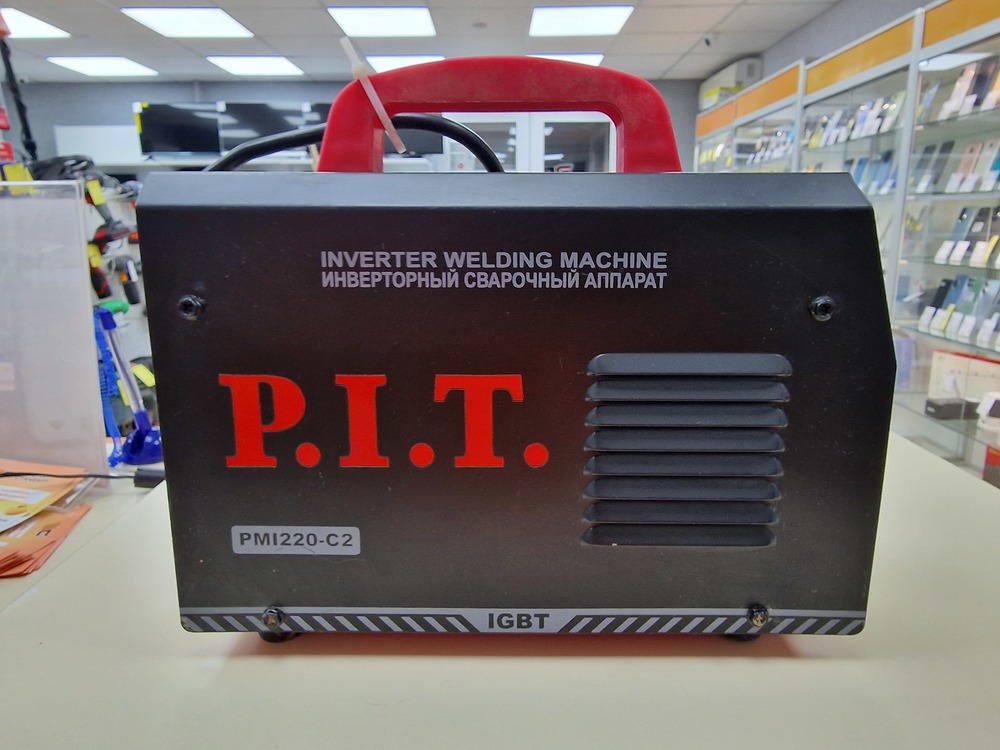 INVERTER WELDING MACHINE
ИНВЕРТОРНЫЙ СВАРОЧНЫЙ АППАРАТ
P.I.T.
PMI220-C2
IGBT